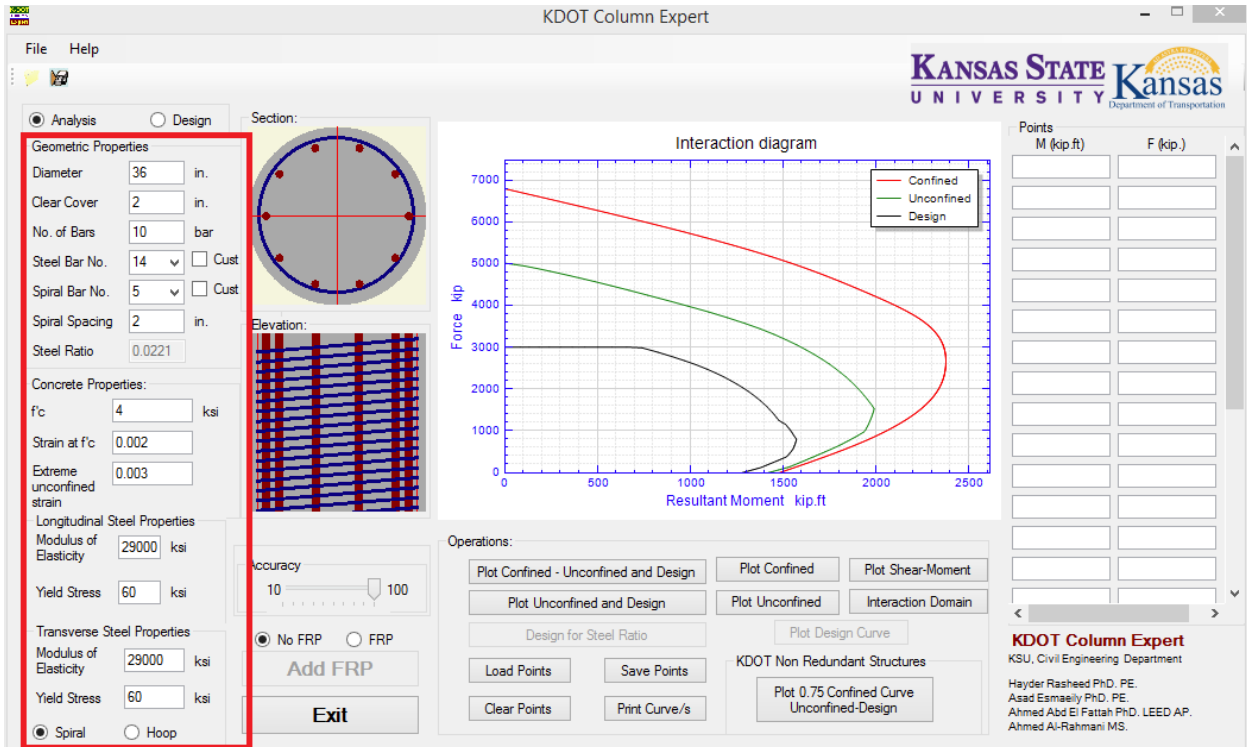 KDOT Column Expert
File Help
KANSAS STATE
UNIVERSITY
Kansas
Department of Transportation
Analysis Design
Geometric Properties
Diameter 36 in.
Clear Cover 2 in.
No. of Bars 10 bar
Steel Bar No. 14 Cust
Spiral Bar No. 5 Cust
Spiral Spacing 2 in.
Steel Ratio 0.0221
Concrete Properties:
f'c 4 ksi
Strain at f'c 0.002
Extreme
unconfined
strain
0.003
Longitudinal Steel Properties
Modulus of
Elasticity
29000 ksi
Yield Stress 60 ksi
Transverse Steel Properties
Modulus of
Elasticity
29000 ksi
Yield Stress 60 ksi
Spiral Hoop
Section:
Elevation:
Accuracy
10 100
No FRP FRP
Add FRP
Exit
Interaction diagram
Confined
Unconfined
Design
Force kip
7000
6000
5000
4000
3000
2000
1000
0
0 500 1000 1500 2000 2500
Resultant Moment kip.ft
Operations:
Plot Confined - Unconfined and Design Plot Confined Plot Shear-Moment
Plot Unconfined and Design Plot Unconfined Interaction Domain
Design for Steel Ratio Plot Design Curve
Load Points Save Points
Clear Points Print Curve/s
KDOT Non Redundant Structures
Plot 0.75 Confined Curve
Unconfined-Design
Points
M (kip.ft) F (kip.)
KDOT Column Expert
KSU, Civil Engineering Department
Hayder Rasheed PhD. PE.
Asad Esmaeily PhD. PE.
Ahmed Abd El Fattah PhD. LEED AP.
Ahmed Al-Rahmani MS.